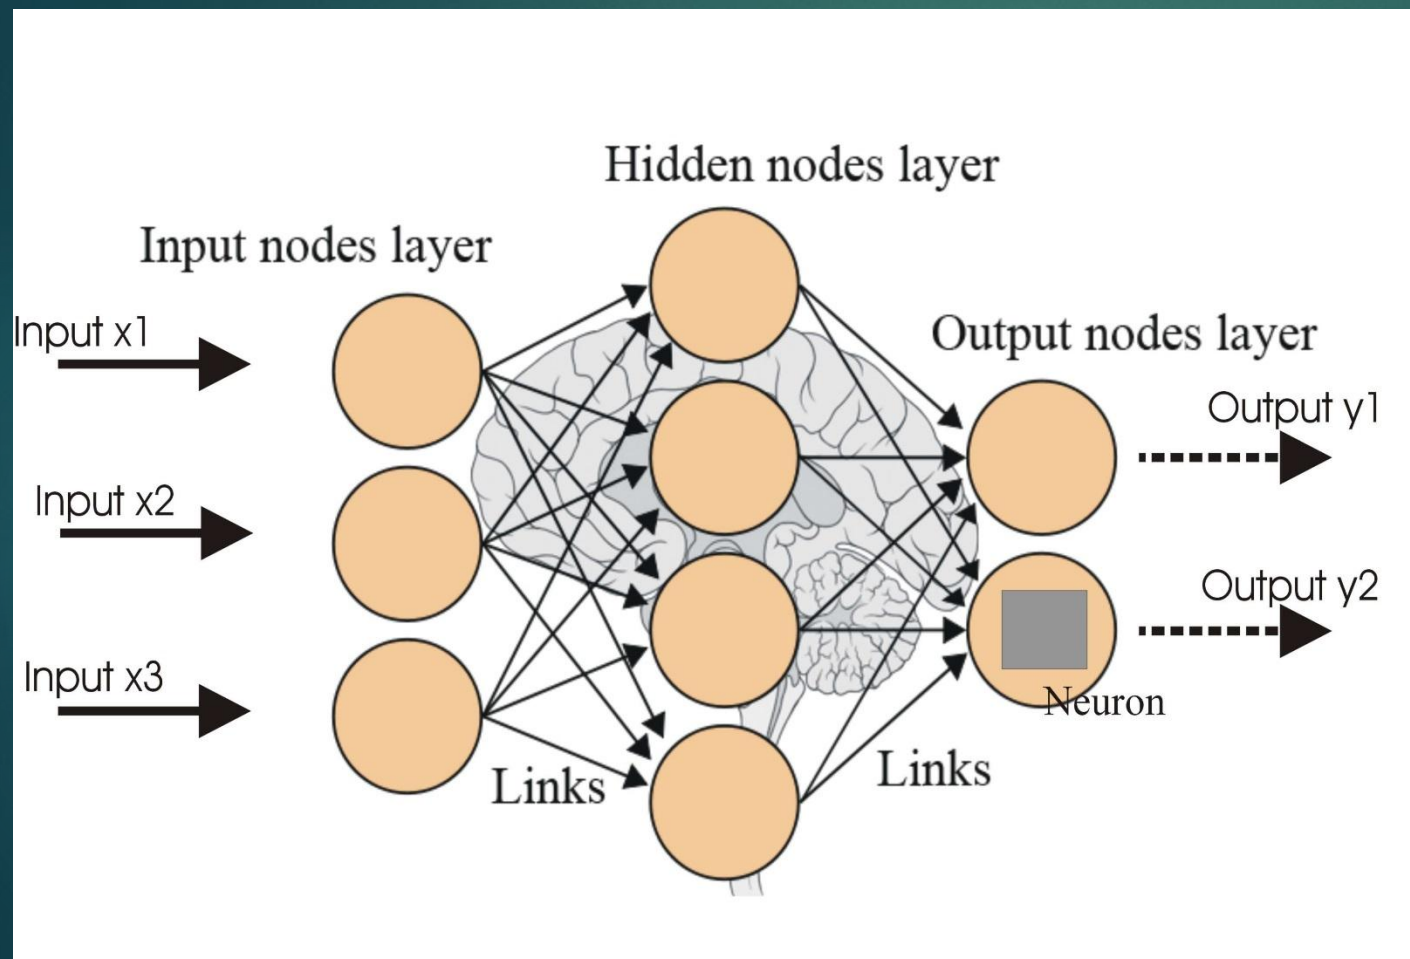 Hidden nodes layer
Input nodes layer
Input x1
Output nodes layer
Output y1
Input x2
Output y2
Input x3
Neuron
Links
Links